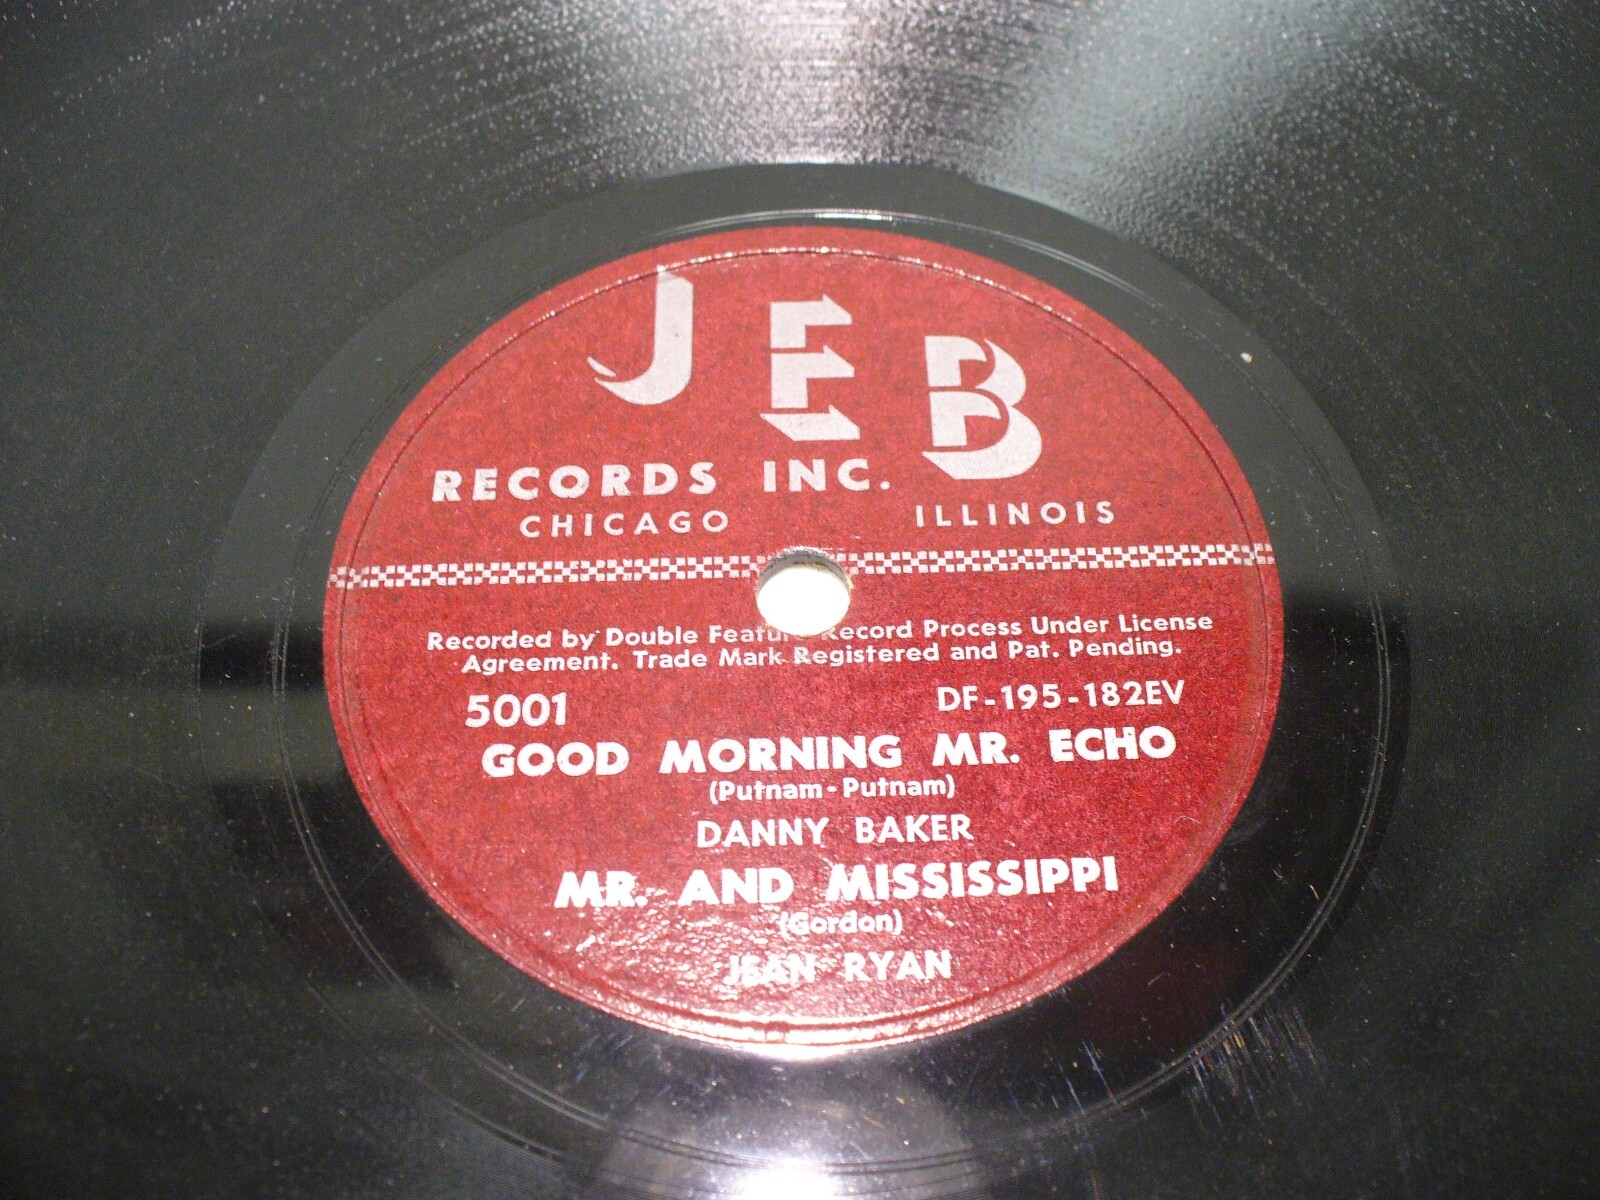 JEB
RECORDS INC.
CHICAGO ILLINOIS
Recorded by Double Feature Record Process Under License
Agreement. Trade Mark Registered and Pat. Pending.
5001 DF-195-182EV
GOOD MORNING MR. ECHO
(Putnam-Putnam)
DANNY BAKER
MR. AND MISSISSIPPI
(Gordon)
JEAN RYAN